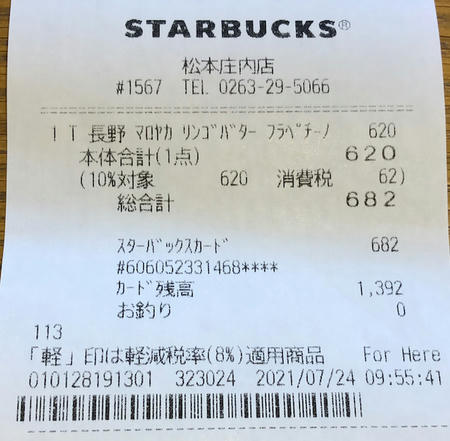 STARBUCKS®
松本庄内店
#1567 TEL 0263-29-5066
1 T 長野 マロヤカ リンゴバター フラペチーノ 620
本体合計(1点) 620
(10%対象 620 消費税 62)
総合計 682
スターバックスカード 682
#606052331468****
カード残高 1,392
お釣り 0
113
「軽」印は軽減税率(8%)適用商品 For Here
010128191301 323024 2021/07/24 09:55:41